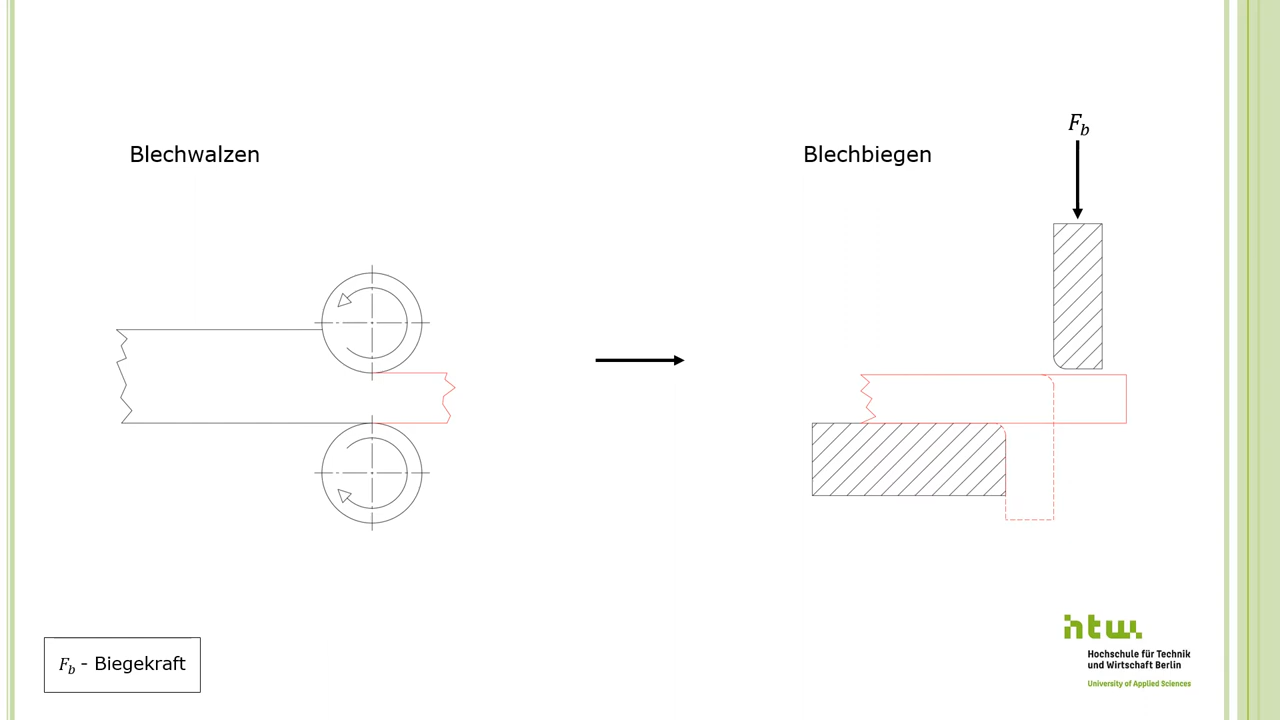 Blechwalzen
Blechbiegen
F_b
F_b - Biegekraft
htw.
Hochschule für Technik
und Wirtschaft Berlin
University of Applied Sciences